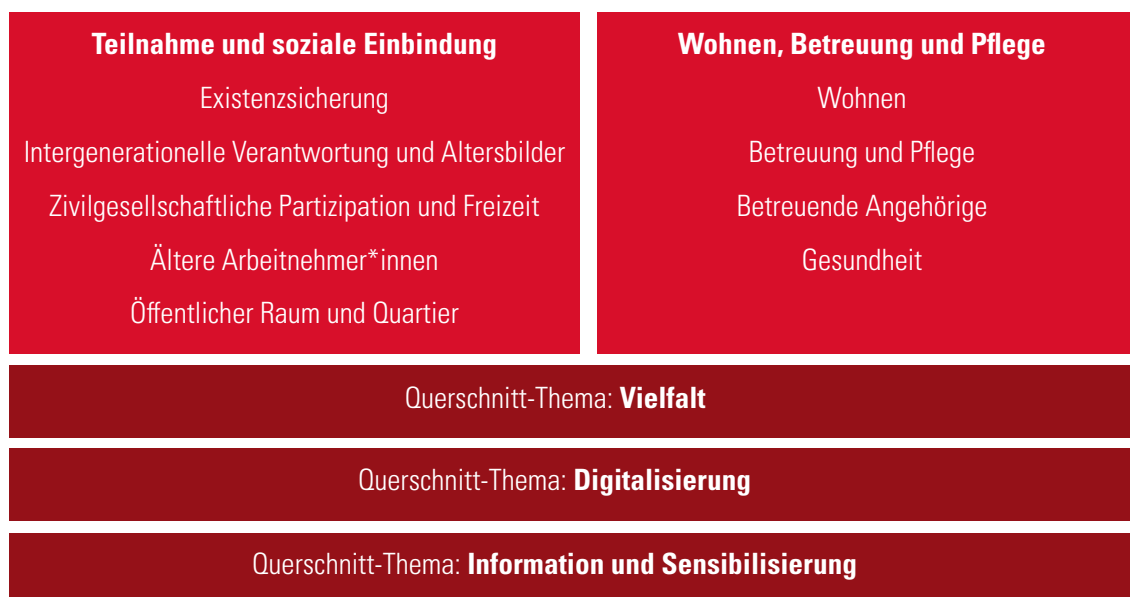 Teilnahme und soziale Einbindung
Existenzsicherung
Intergenerationelle Verantwortung und Altersbilder
Zivilgesellschaftliche Partizipation und Freizeit
Ältere Arbeitnehmer*innen
Öffentlicher Raum und Quartier
Wohnen, Betreuung und Pflege
Wohnen
Betreuung und Pflege
Betreuende Angehörige
Gesundheit
Querschnitt-Thema: Vielfalt
Querschnitt-Thema: Digitalisierung
Querschnitt-Thema: Information und Sensibilisierung